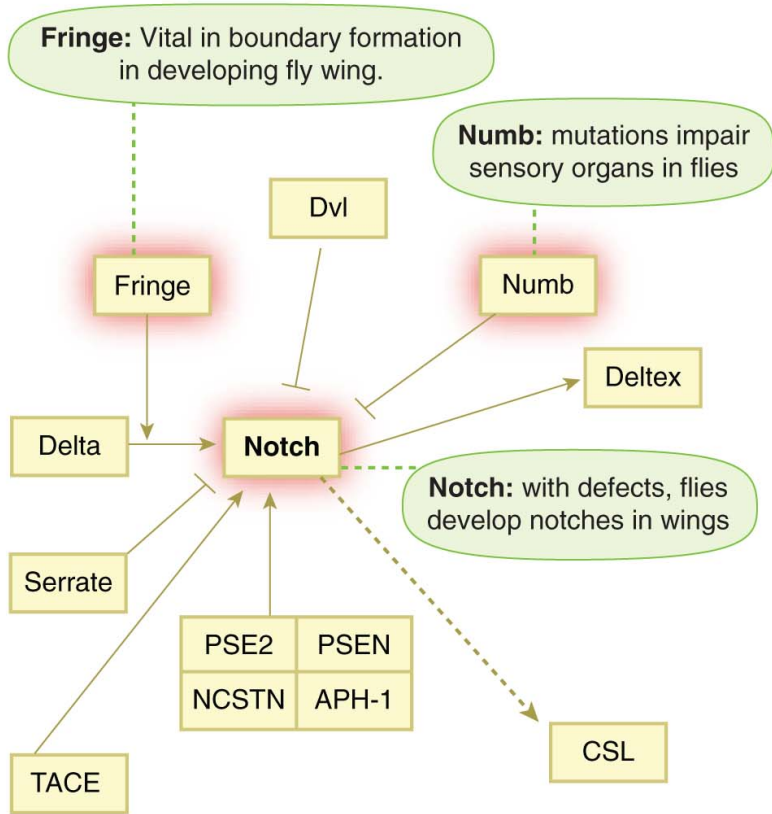 Fringe: Vital in boundary formation
in developing fly wing.
Numb: mutations impair
sensory organs in flies
Dvl
Fringe
Numb
Deltex
Delta
Notch
Notch: with defects, flies
develop notches in wings
Serrate
PSE2
PSEN
NCSTN
APH-1
CSL
TACE